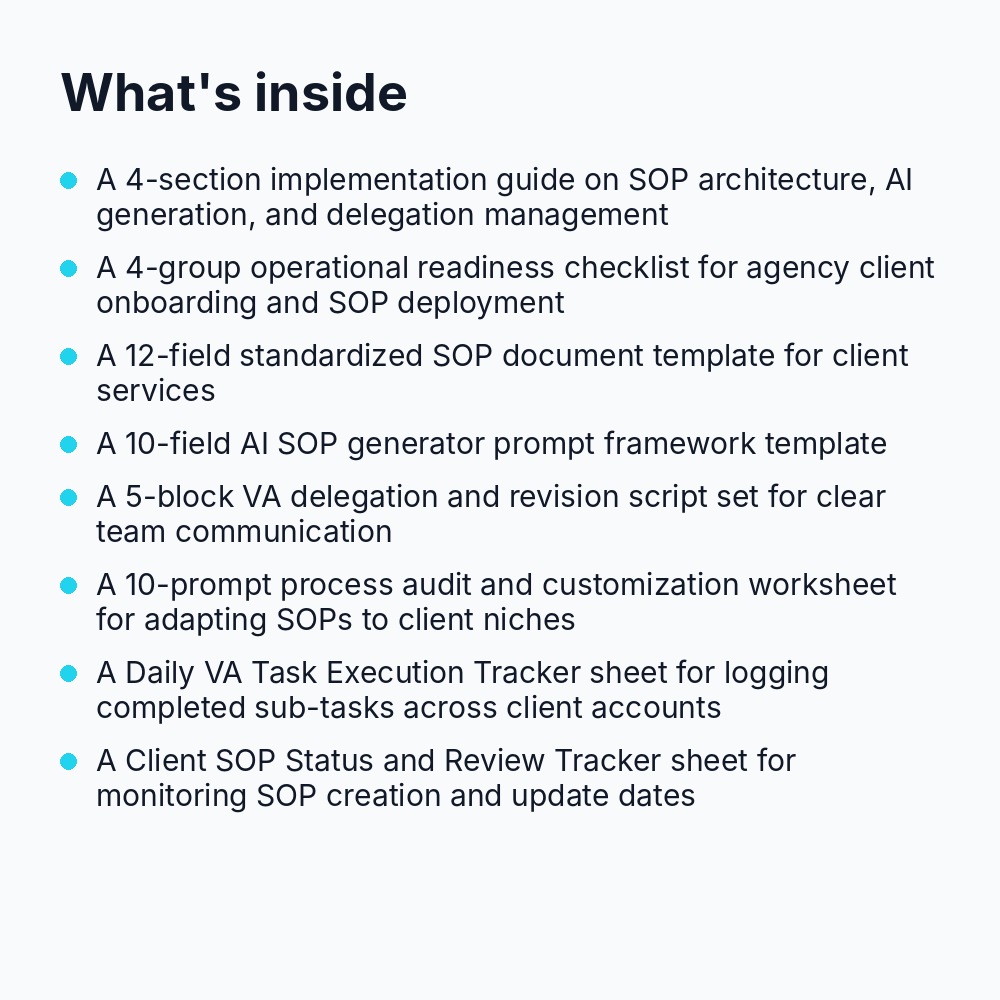 What's inside
A 4-section implementation guide on SOP architecture, AI
generation, and delegation management
A 4-group operational readiness checklist for agency client
onboarding and SOP deployment
A 12-field standardized SOP document template for client
services
A 10-field AI SOP generator prompt framework template
A 5-block VA delegation and revision script set for clear
team communication
A 10-prompt process audit and customization worksheet
for adapting SOPs to client niches
A Daily VA Task Execution Tracker sheet for logging
completed sub-tasks across client accounts
A Client SOP Status and Review Tracker sheet for
monitoring SOP creation and update dates